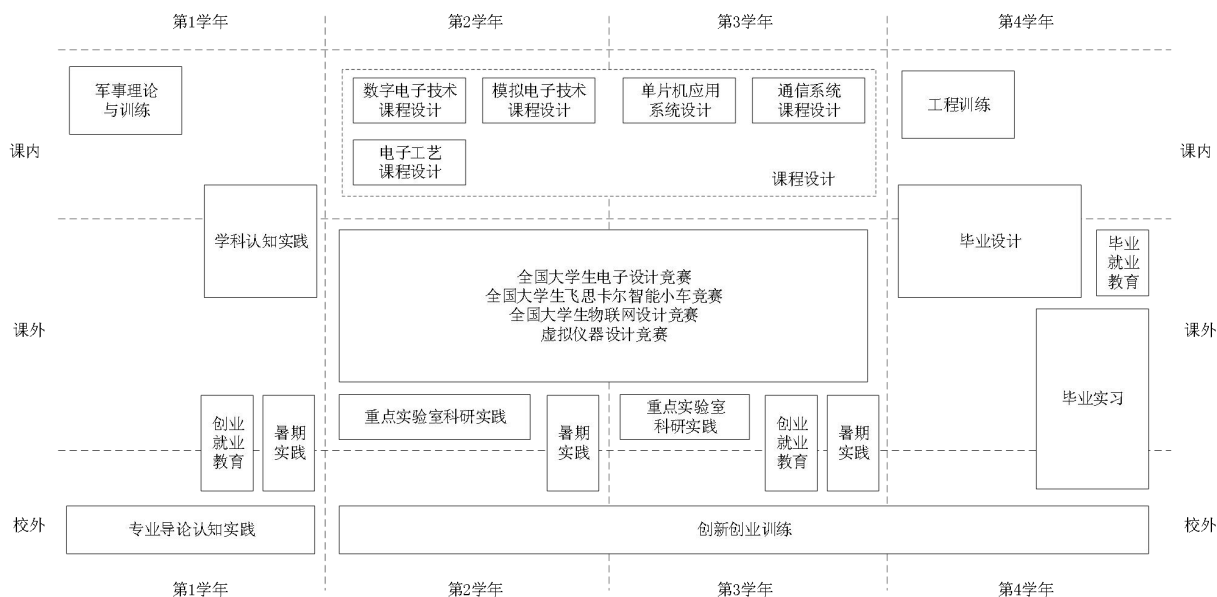 第1学年
第2学年
第3学年
第4学年
军事理论
与训练
数字电子技术
课程设计
模拟电子技术
课程设计
单片机应用
系统设计
通信系统
课程设计
工程训练
课内
电子工艺
课程设计
课程设计
课内
学科认知实践
毕业设计
毕业
就业
教育
全国大学生电子设计竞赛
全国大学生飞思卡尔智能小车竞赛
全国大学生物联网设计竞赛
虚拟仪器设计竞赛
课外
课外
创业
就业
教育
暑期
实践
重点实验室科研实践
暑期
实践
重点实验室
科研实践
创业
就业
教育
暑期
实践
毕业实习
校外
专业导论认知实践
创新创业训练
校外
第1学年
第2学年
第3学年
第4学年